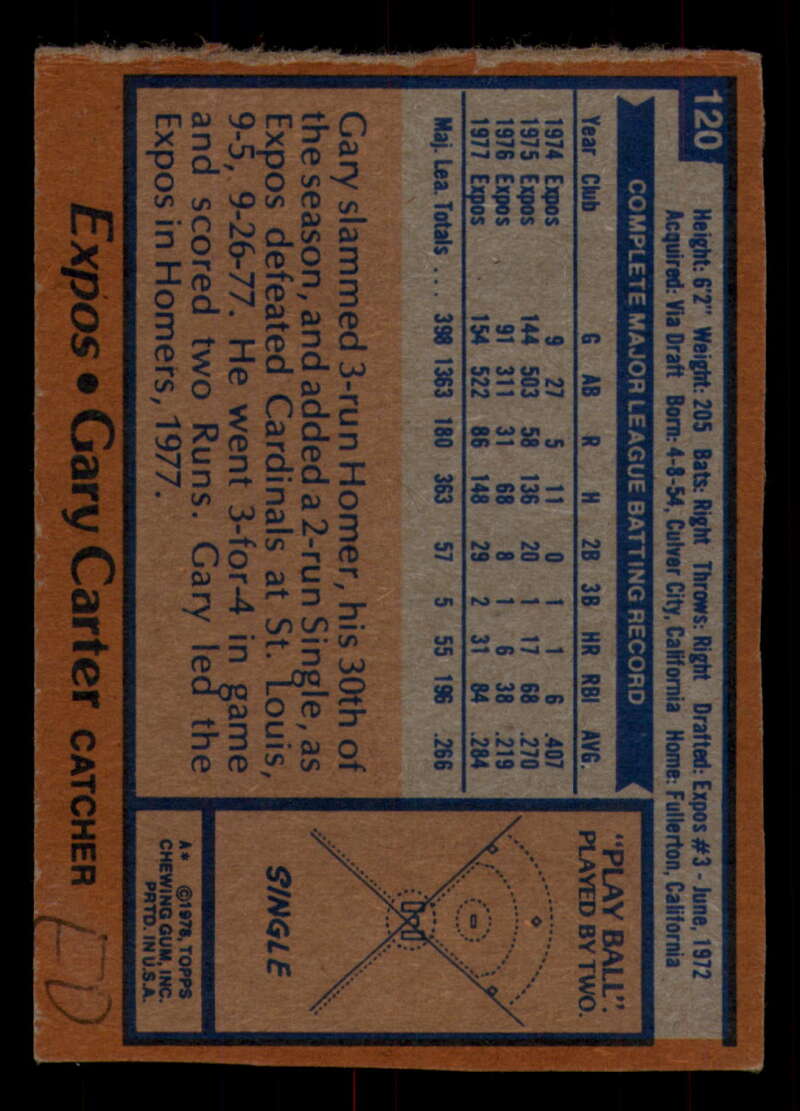 120
Height: 6'2" Weight: 205 Bats: Right Throws: Right Drafted: Expos #3 - June, 1972
Acquired: Via Draft Born: 4-8-54, Culver City, California Home: Fullerton, California
COMPLETE MAJOR LEAGUE BATTING RECORD
Year Club G AB R H 2B 3B HR RBI AVG.
1974 Expos 9 27 5 11 0 1 1 6 .407
1975 Expos 144 503 58 136 20 1 17 68 .270
1976 Expos 91 311 31 68 8 1 6 38 .219
1977 Expos 154 522 86 148 29 2 31 84 .284
Maj. Lea. Totals . . . 398 1363 180 363 57 5 55 196 .266
Gary slammed 3-run Homer, his 30th of
the season, and added a 2-run Single, as
Expos defeated Cardinals at St. Louis,
9-5, 9-26-77. He went 3-for-4 in game
and scored two Runs. Gary led the
Expos in Homers, 1977.
"PLAY BALL":
PLAYED BY TWO.
SINGLE
A* ©1978, TOPPS
CHEWING GUM, INC.
PRTD. IN U.S.A.
Expos • Gary Carter CATCHER
ED